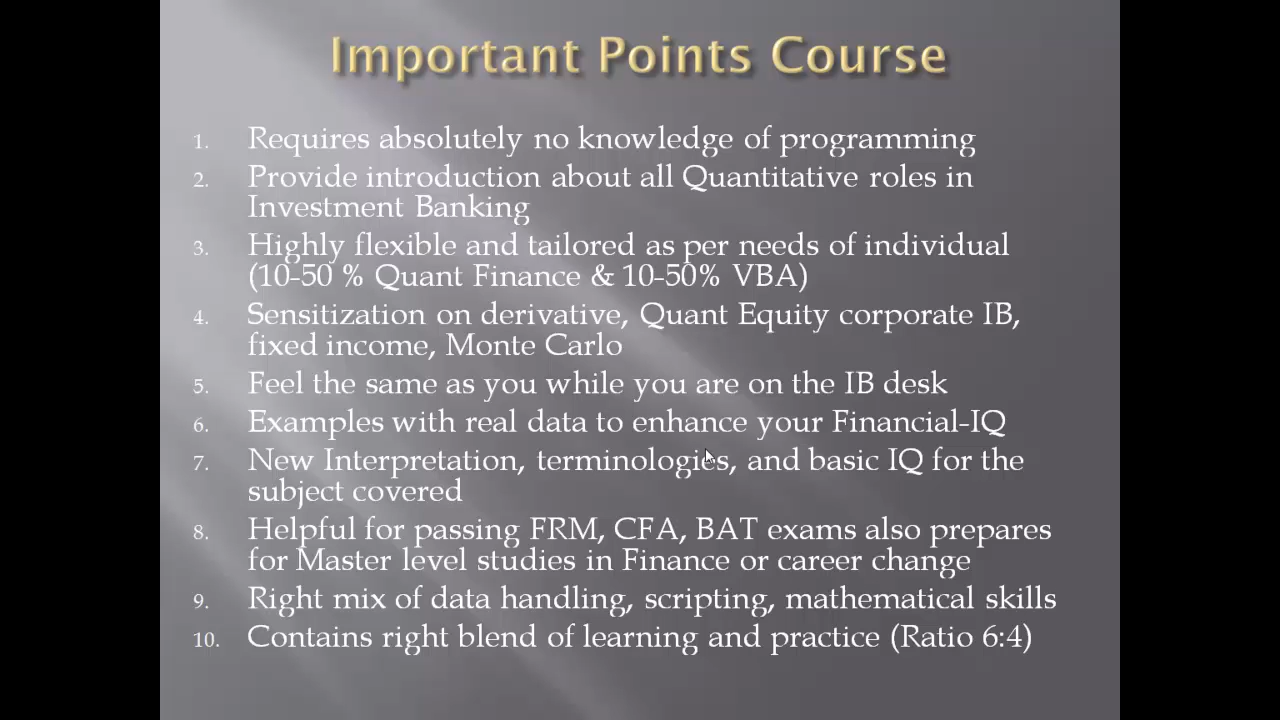 Important Points Course
1. Requires absolutely no knowledge of programming
2. Provide introduction about all Quantitative roles in
Investment Banking
3. Highly flexible and tailored as per needs of individual
(10-50 % Quant Finance & 10-50% VBA)
4. Sensitization on derivative, Quant Equity corporate IB,
fixed income, Monte Carlo
5. Feel the same as you while you are on the IB desk
6. Examples with real data to enhance your Financial-IQ
7. New Interpretation, terminologies, and basic IQ for the
subject covered
8. Helpful for passing FRM, CFA, BAT exams also prepares
for Master level studies in Finance or career change
9. Right mix of data handling, scripting, mathematical skills
10. Contains right blend of learning and practice (Ratio 6:4)